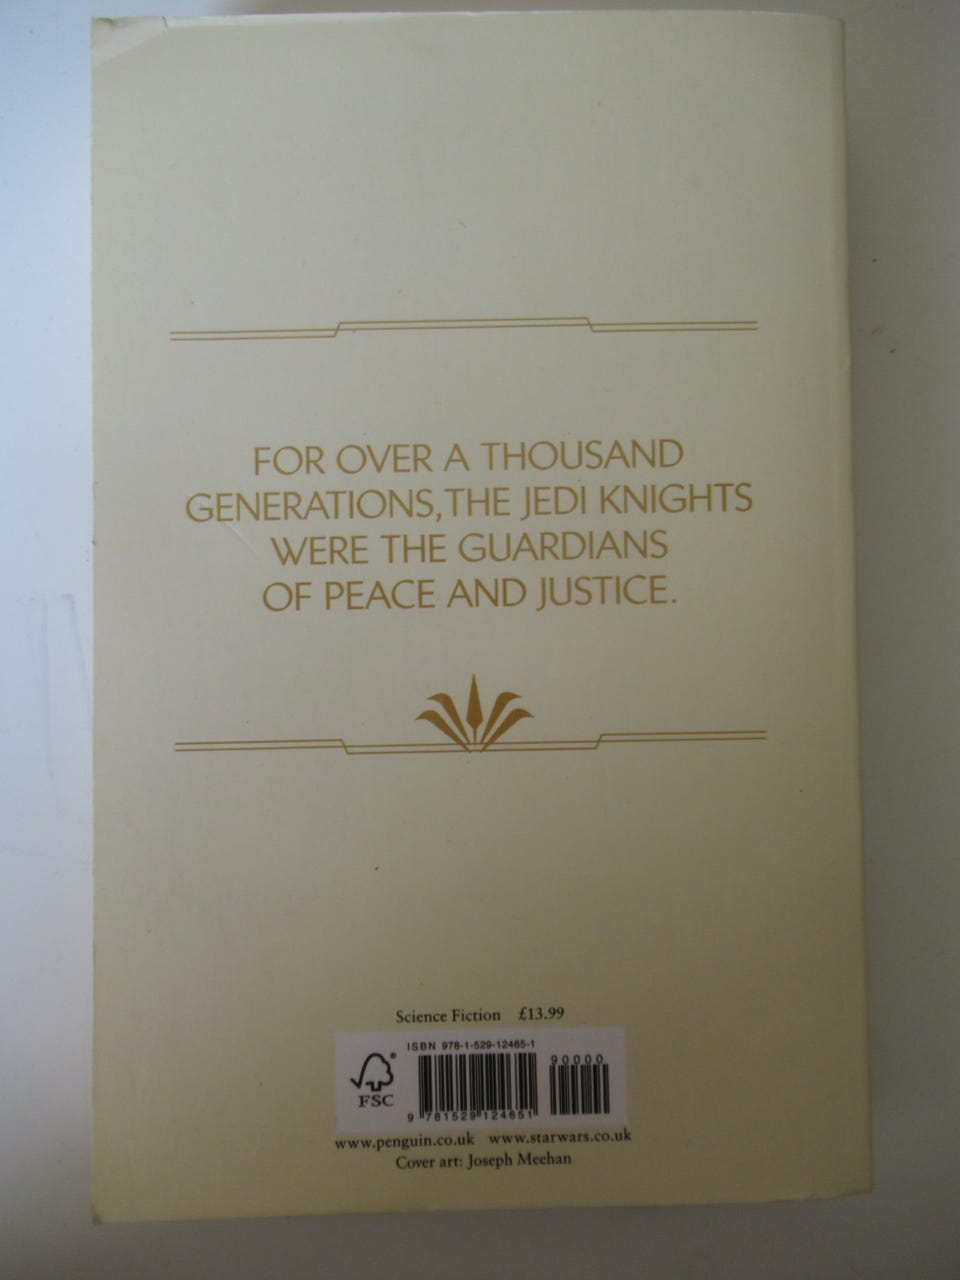 FOR OVER A THOUSAND
GENERATIONS, THE JEDI KNIGHTS
WERE THE GUARDIANS
OF PEACE AND JUSTICE.
Science Fiction £13.99
ISBN 978-1-529-12465-1
90000
FSC®
9 781529 124651
www.penguin.co.uk www.starwars.co.uk
Cover art: Joseph Meehan